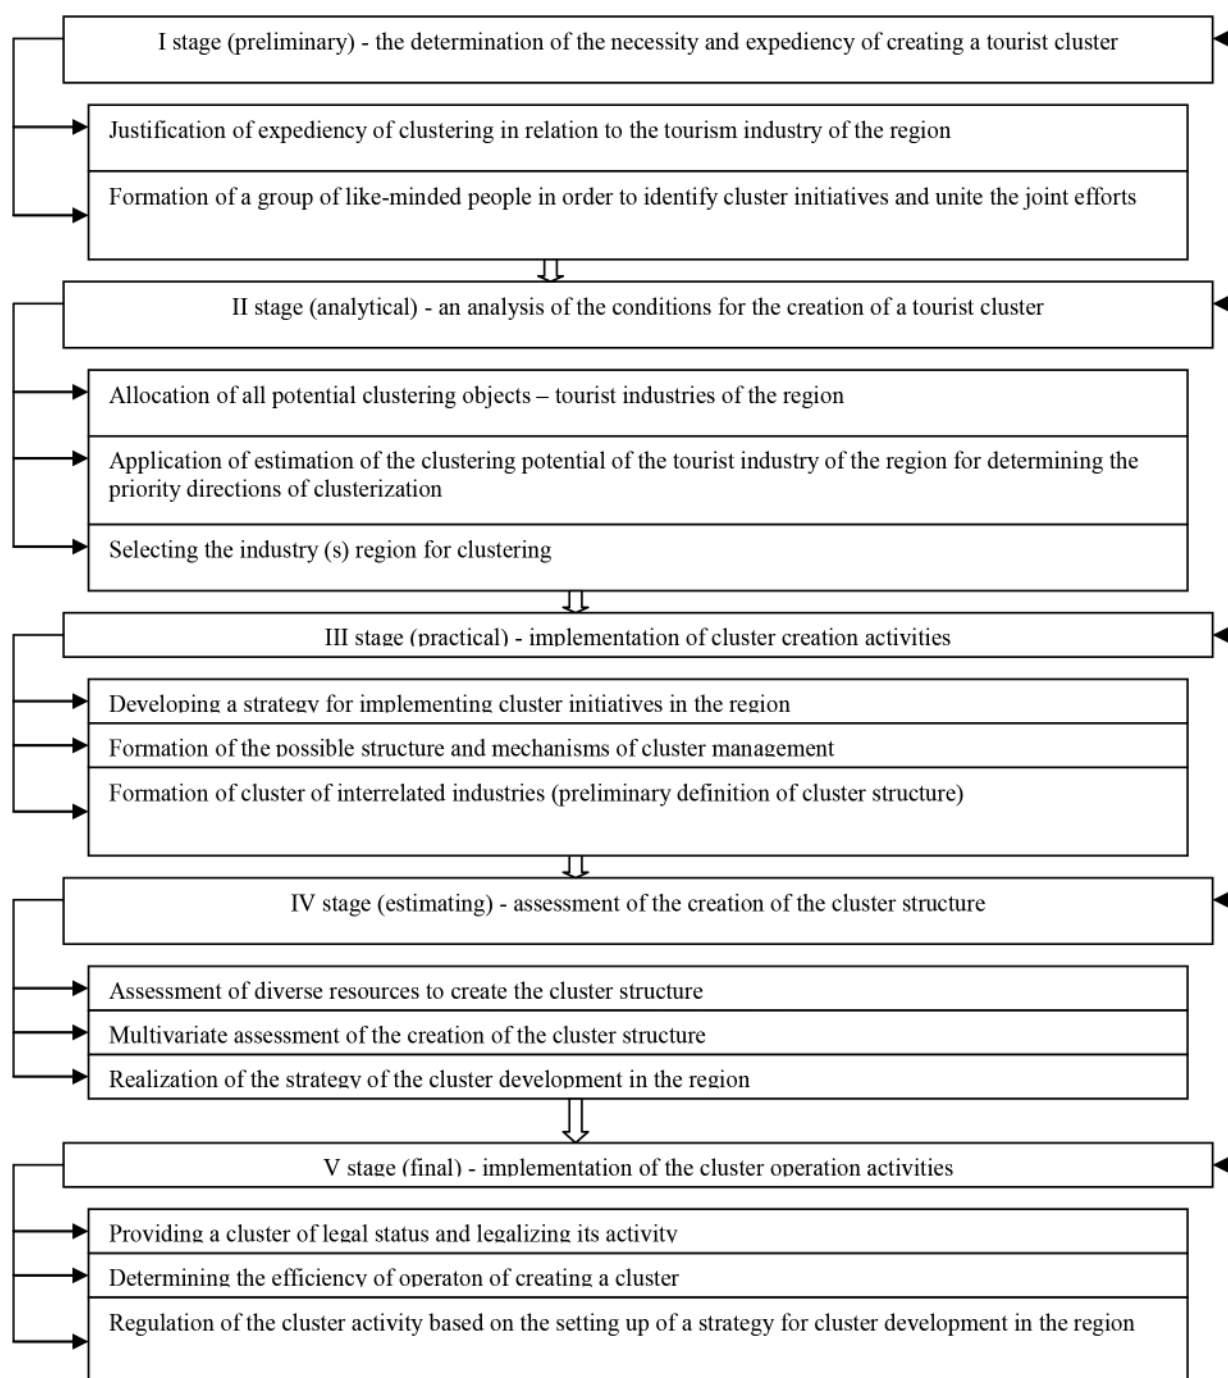 I stage (preliminary) - the determination of the necessity and expediency of creating a tourist cluster
Justification of expediency of clustering in relation to the tourism industry of the region
Formation of a group of like-minded people in order to identify cluster initiatives and unite the joint efforts
II stage (analytical) - an analysis of the conditions for the creation of a tourist cluster
Allocation of all potential clustering objects – tourist industries of the region
Application of estimation of the clustering potential of the tourist industry of the region for determining the
priority directions of clusterization
Selecting the industry (s) region for clustering
III stage (practical) - implementation of cluster creation activities
Developing a strategy for implementing cluster initiatives in the region
Formation of the possible structure and mechanisms of cluster management
Formation of cluster of interrelated industries (preliminary definition of cluster structure)
IV stage (estimating) - assessment of the creation of the cluster structure
Assessment of diverse resources to create the cluster structure
Multivariate assessment of the creation of the cluster structure
Realization of the strategy of the cluster development in the region
V stage (final) - implementation of the cluster operation activities
Providing a cluster of legal status and legalizing its activity
Determining the efficiency of operaton of creating a cluster
Regulation of the cluster activity based on the setting up of a strategy for cluster development in the region